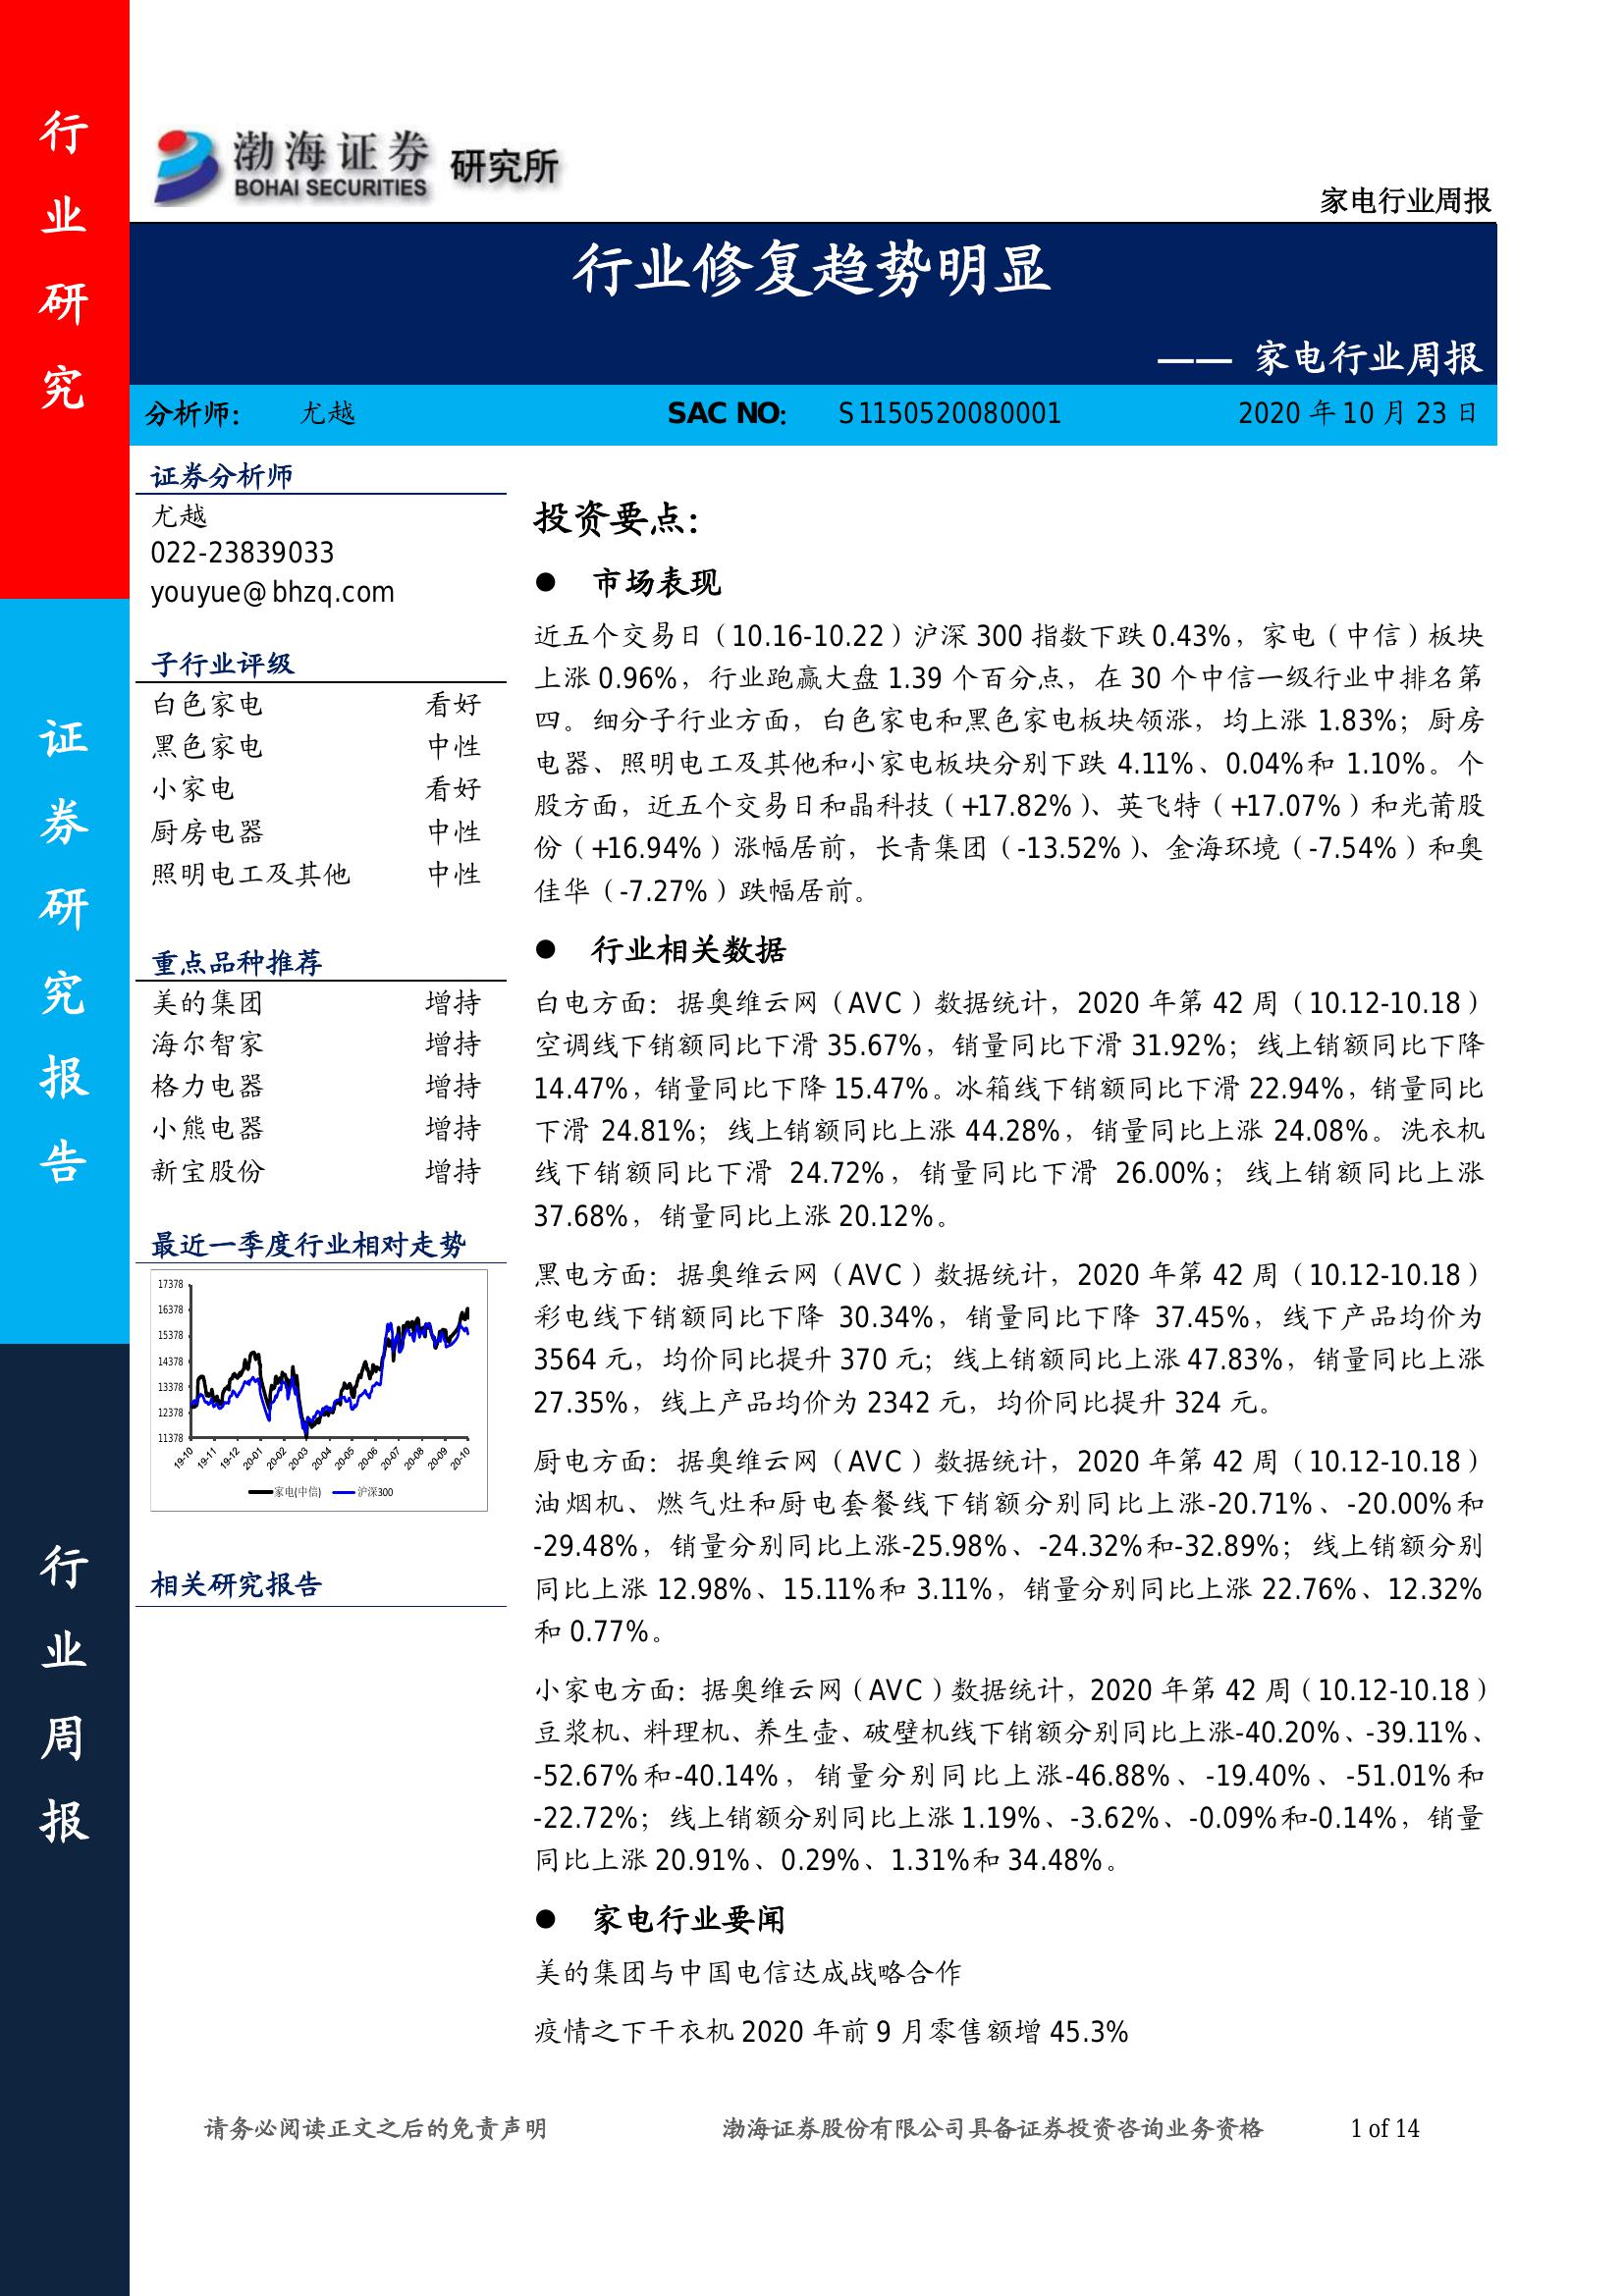 行
业
研
究
证
券
研
究
报
告
行
业
周
报
渤海证券 研究所
BOHAI SECURITIES
家电行业周报
行业修复趋势明显
—— 家电行业周报
分析师： 尤越 SAC NO： S1150520080001 2020 年 10 月 23 日
证券分析师
尤越
022-23839033
youyue@bhzq.com
子行业评级
白色家电 看好
黑色家电 中性
小家电 看好
厨房电器 中性
照明电工及其他 中性
重点品种推荐
美的集团 增持
海尔智家 增持
格力电器 增持
小熊电器 增持
新宝股份 增持
最近一季度行业相对走势
17378
16378
15378
14378
13378
12378
11378
19-10 19-11 19-12 20-01 20-02 20-03 20-04 20-05 20-06 20-07 20-08 20-09 20-10
家电(中信) 沪深300
相关研究报告
投资要点：
● 市场表现
近五个交易日（10.16-10.22）沪深 300 指数下跌 0.43%，家电（中信）板块
上涨 0.96%，行业跑赢大盘 1.39 个百分点，在 30 个中信一级行业中排名第
四。细分子行业方面，白色家电和黑色家电板块领涨，均上涨 1.83%；厨房
电器、照明电工及其他和小家电板块分别下跌 4.11%、0.04%和 1.10%。个
股方面，近五个交易日和晶科技（+17.82%）、英飞特（+17.07%）和光莆股
份（+16.94%）涨幅居前，长青集团（-13.52%）、金海环境（-7.54%）和奥
佳华（-7.27%）跌幅居前。
● 行业相关数据
白电方面：据奥维云网（AVC）数据统计，2020 年第 42 周（10.12-10.18）
空调线下销额同比下滑 35.67%，销量同比下滑 31.92%；线上销额同比下降
14.47%，销量同比下降 15.47%。冰箱线下销额同比下滑 22.94%，销量同比
下滑 24.81%；线上销额同比上涨 44.28%，销量同比上涨 24.08%。洗衣机
线下销额同比下滑 24.72%，销量同比下滑 26.00%；线上销额同比上涨
37.68%，销量同比上涨 20.12%。
黑电方面：据奥维云网（AVC）数据统计，2020 年第 42 周（10.12-10.18）
彩电线下销额同比下降 30.34%，销量同比下降 37.45%，线下产品均价为
3564 元，均价同比提升 370 元；线上销额同比上涨 47.83%，销量同比上涨
27.35%，线上产品均价为 2342 元，均价同比提升 324 元。
厨电方面：据奥维云网（AVC）数据统计，2020 年第 42 周（10.12-10.18）
油烟机、燃气灶和厨电套餐线下销额分别同比上涨-20.71%、-20.00%和
-29.48%，销量分别同比上涨-25.98%、-24.32%和-32.89%；线上销额分别
同比上涨 12.98%、15.11%和 3.11%，销量分别同比上涨 22.76%、12.32%
和 0.77%。
小家电方面：据奥维云网（AVC）数据统计，2020 年第 42 周（10.12-10.18）
豆浆机、料理机、养生壶、破壁机线下销额分别同比上涨-40.20%、-39.11%、
-52.67%和-40.14%，销量分别同比上涨-46.88%、-19.40%、-51.01%和
-22.72%；线上销额分别同比上涨 1.19%、-3.62%、-0.09%和-0.14%，销量
同比上涨 20.91%、0.29%、1.31%和 34.48%。
● 家电行业要闻
美的集团与中国电信达成战略合作
疫情之下干衣机 2020 年前 9 月零售额增 45.3%
请务必阅读正文之后的免责声明 渤海证券股份有限公司具备证券投资咨询业务资格 1 of 14